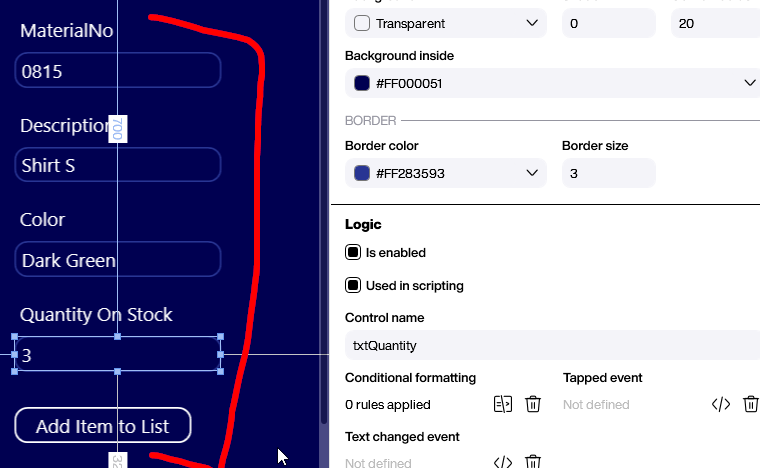 MaterialNo
0815
Description
700
Shirt S
Color
Dark Green
Quantity On Stock
3
Add Item to List
Transparent
0
20
Background inside
#FF000051
BORDER
Border color
Border size
#FF283593
3
Logic
Is enabled
Used in scripting
Control name
txtQuantity
Conditional formatting
Tapped event
0 rules applied
Not defined
Text changed event
Not defined